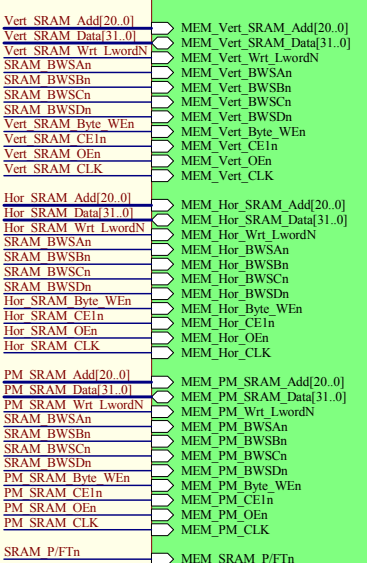 Vert_SRAM_Add[20..0] MEM_Vert_SRAM_Add[20..0]
Vert_SRAM_Data[31..0] MEM_Vert_SRAM_Data[31..0]
Vert_SRAM_Wrt_LwordN MEM_Vert_Wrt_LwordN
SRAM_BWSAn MEM_Vert_BWSAn
SRAM_BWSBn MEM_Vert_BWSBn
SRAM_BWSCn MEM_Vert_BWSCn
SRAM_BWSDn MEM_Vert_BWSDn
Vert_SRAM_Byte_WEn MEM_Vert_Byte_WEn
Vert_SRAM_CE1n MEM_Vert_CE1n
Vert_SRAM_OEn MEM_Vert_OEn
Vert_SRAM_CLK MEM_Vert_CLK
Hor_SRAM_Add[20..0] MEM_Hor_SRAM_Add[20..0]
Hor_SRAM_Data[31..0] MEM_Hor_SRAM_Data[31..0]
Hor_SRAM_Wrt_LwordN MEM_Hor_Wrt_LwordN
SRAM_BWSAn MEM_Hor_BWSAn
SRAM_BWSBn MEM_Hor_BWSBn
SRAM_BWSCn MEM_Hor_BWSCn
SRAM_BWSDn MEM_Hor_BWSDn
Hor_SRAM_Byte_WEn MEM_Hor_Byte_WEn
Hor_SRAM_CE1n MEM_Hor_CE1n
Hor_SRAM_OEn MEM_Hor_OEn
Hor_SRAM_CLK MEM_Hor_CLK
PM_SRAM_Add[20..0] MEM_PM_SRAM_Add[20..0]
PM_SRAM_Data[31..0] MEM_PM_SRAM_Data[31..0]
PM_SRAM_Wrt_LwordN MEM_PM_Wrt_LwordN
SRAM_BWSAn MEM_PM_BWSAn
SRAM_BWSBn MEM_PM_BWSBn
SRAM_BWSCn MEM_PM_BWSCn
SRAM_BWSDn MEM_PM_BWSDn
PM_SRAM_Byte_WEn MEM_PM_Byte_WEn
PM_SRAM_CE1n MEM_PM_CE1n
PM_SRAM_OEn MEM_PM_OEn
PM_SRAM_CLK MEM_PM_CLK
SRAM_P/FTn MEM_SRAM_P/FTn